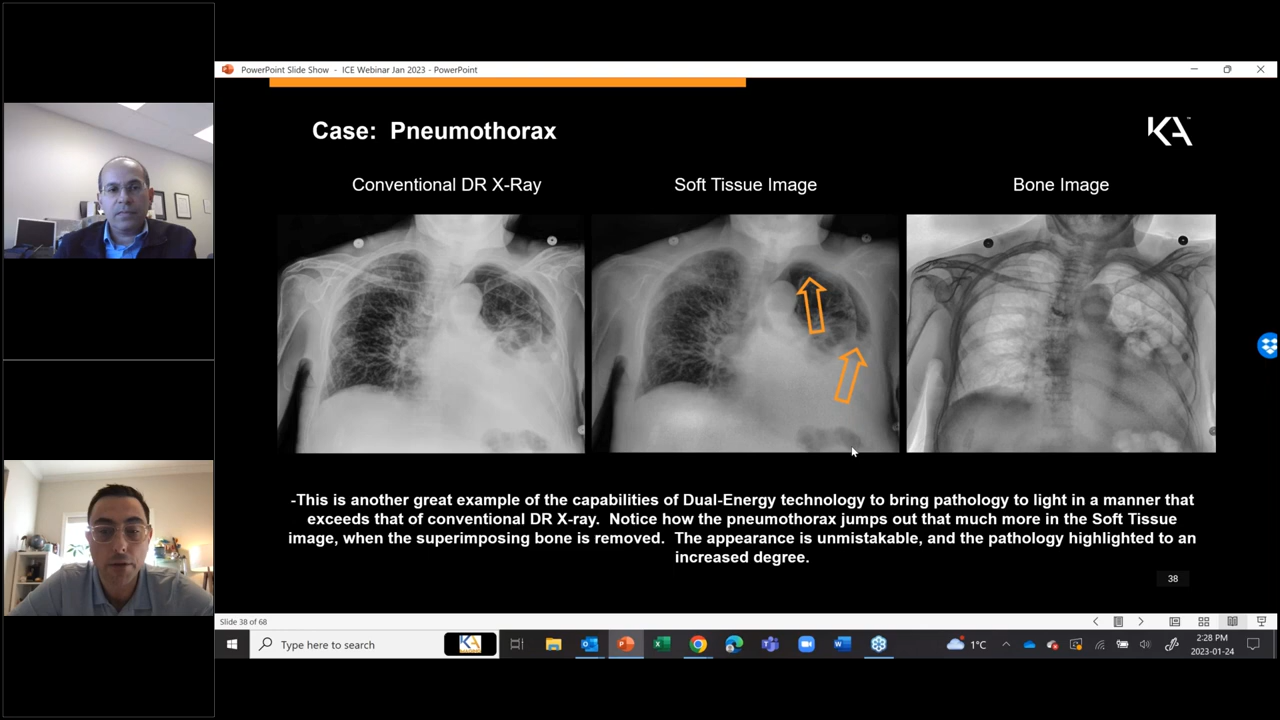 PowerPoint Slide Show - ICE Webinar Jan 2023 - PowerPoint
Case: Pneumothorax
KA™
Conventional DR X-Ray
Soft Tissue Image
Bone Image
-This is another great example of the capabilities of Dual-Energy technology to bring pathology to light in a manner that
exceeds that of conventional DR X-ray. Notice how the pneumothorax jumps out that much more in the Soft Tissue
image, when the superimposing bone is removed. The appearance is unmistakable, and the pathology highlighted to an
increased degree.
38
Slide 38 of 68
Type here to search
KA
1°C
2:28 PM
2023-01-24